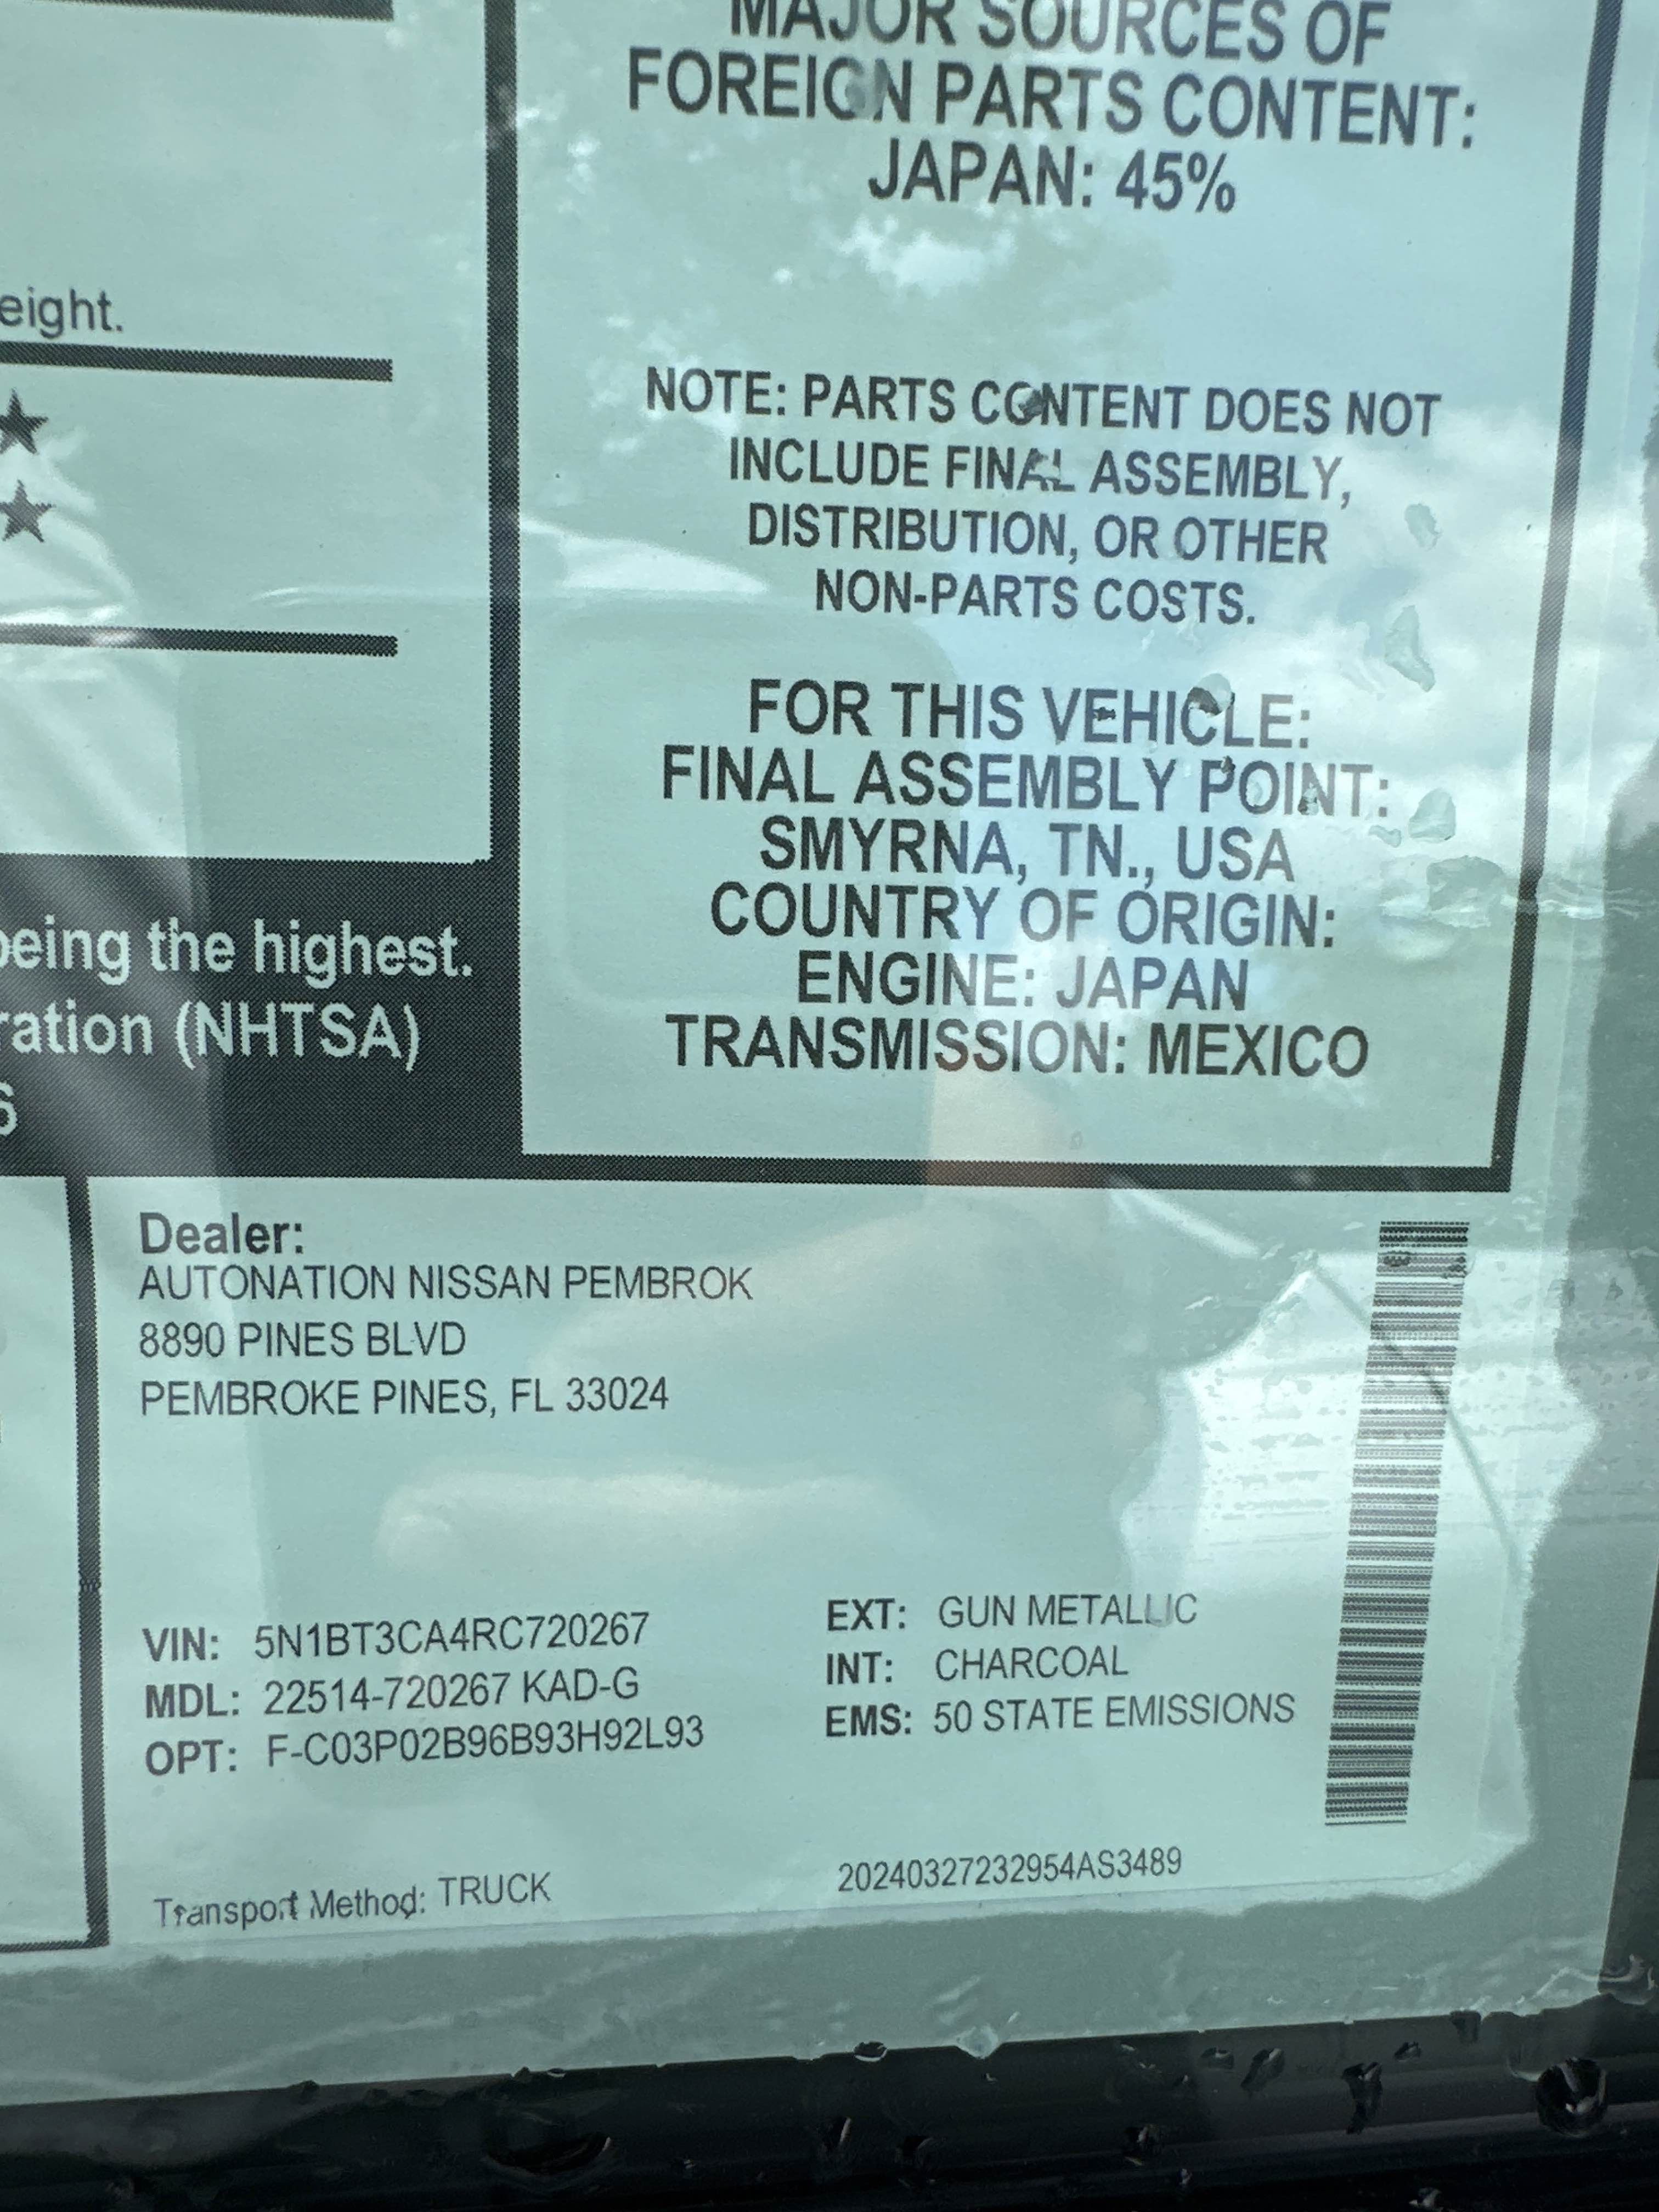 MAJOR SOURCES OF
FOREIGN PARTS CONTENT:
JAPAN: 45%
eight.
★
★
NOTE: PARTS CONTENT DOES NOT
INCLUDE FINAL ASSEMBLY,
DISTRIBUTION, OR OTHER
NON-PARTS COSTS.
FOR THIS VEHICLE:
FINAL ASSEMBLY POINT:
SMYRNA, TN., USA
COUNTRY OF ORIGIN:
ENGINE: JAPAN
TRANSMISSION: MEXICO
being the highest.
ration (NHTSA)
Dealer:
AUTONATION NISSAN PEMBROK
8890 PINES BLVD
PEMBROKE PINES, FL 33024
VIN: 5N1BT3CA4RC720267
MDL: 22514-720267 KAD-G
OPT: F-C03P02B96B93H92L93
EXT: GUN METALLIC
INT: CHARCOAL
EMS: 50 STATE EMISSIONS
Transport Method: TRUCK
20240327232954AS3489